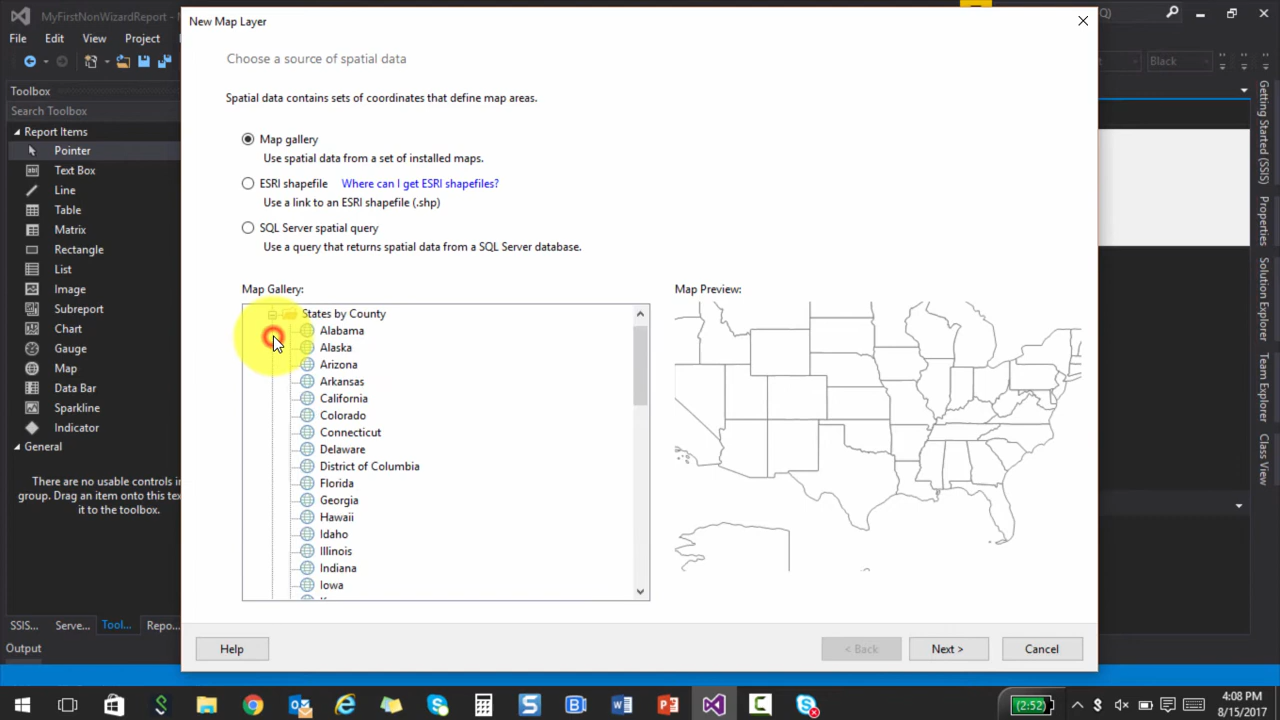 MyFirstNonWizardReport - M
New Map Layer
File
Edit
View
Project
Black
Choose a source of spatial data
Toolbox
Search Toolbox
Spatial data contains sets of coordinates that define map areas.
Report Items
Pointer
Text Box
Line
Table
Matrix
Rectangle
List
Image
Subreport
Chart
Gauge
Map
Data Bar
Sparkline
Indicator
General
There are no usable controls i
group. Drag an item onto this te
it to the toolbox.
Map gallery
Use spatial data from a set of installed maps.
ESRI shapefile
Where can I get ESRI shapefiles?
Use a link to an ESRI shapefile (.shp)
SQL Server spatial query
Use a query that returns spatial data from a SQL Server database.
Map Gallery:
Map Preview:
States by County
Alabama
Alaska
Arizona
Arkansas
California
Colorado
Connecticut
Delaware
District of Columbia
Florida
Georgia
Hawaii
Idaho
Illinois
Indiana
Iowa
Getting Started (SSIS)
Properties
Solution Explorer
Team Explorer
Class View
SSIS...
Serve...
Tool...
Repo...
Output
Help
< Back
Next >
Cancel
(2:52)
4:08 PM
8/15/2017